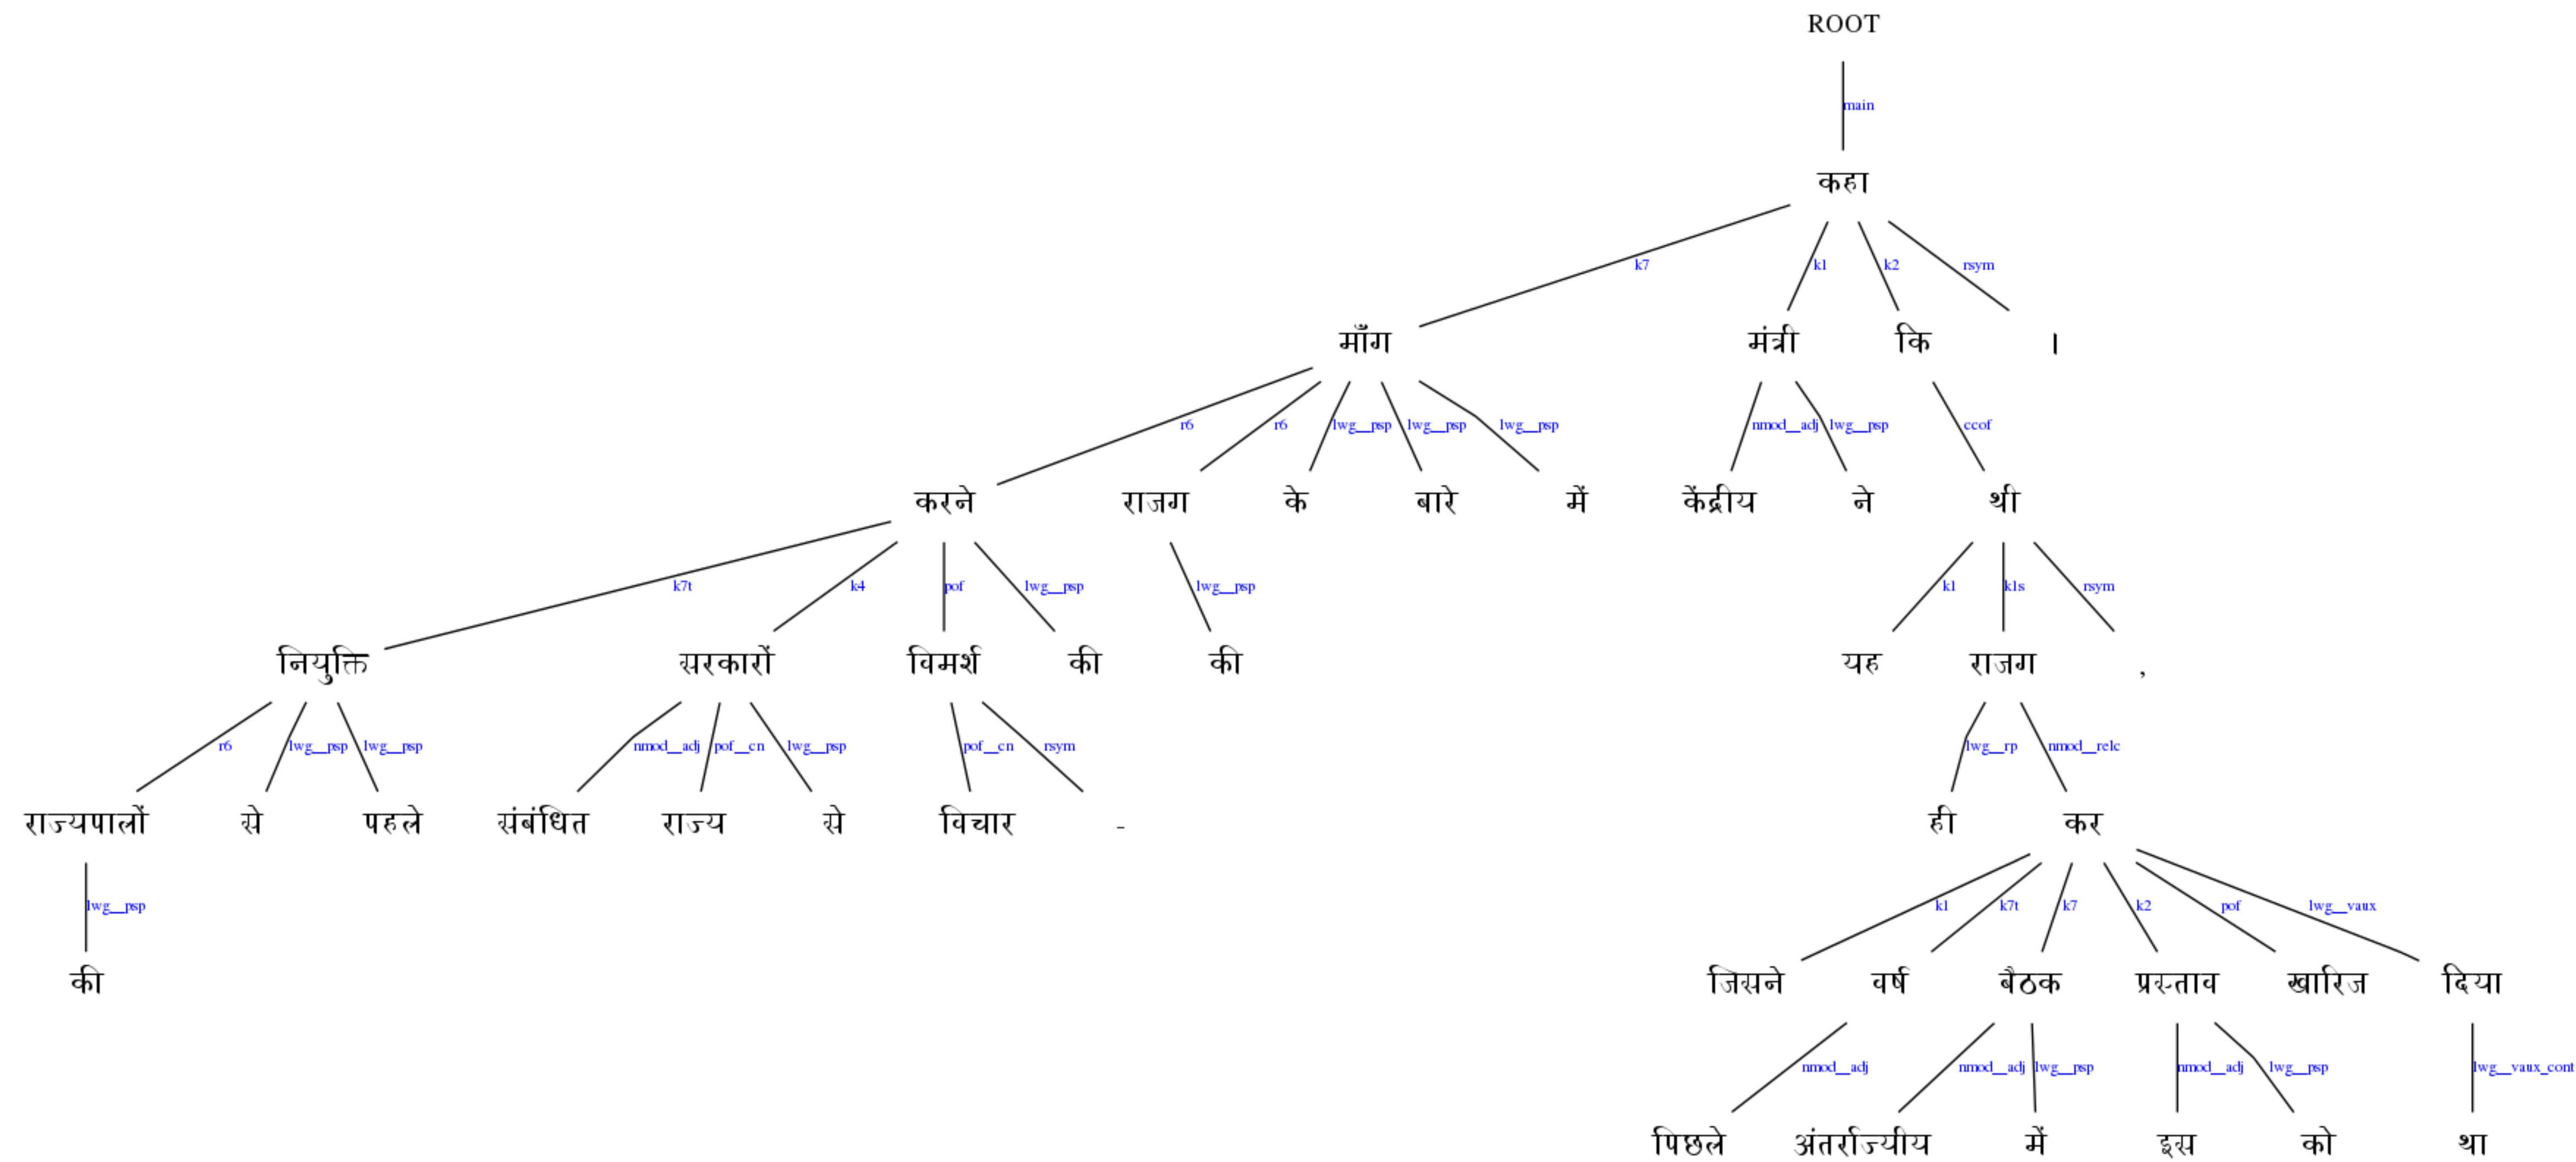 ROOT
main
कहा
k7 k1 k2 rsym
माँग मंत्री कि ।
r6 r6 lwg__psp lwg__psp lwg__psp nmod__adj lwg__psp ccof
करने राजग के बारे में केंद्रीय ने थी
k7t k4 pof lwg__psp lwg__psp k1 k1s rsym
नियुक्ति सरकारों विमर्श की की यह राजग ,
r6 lwg__psp lwg__psp nmod__adj pof__cn lwg__psp pof__cn rsym lwg__rp nmod__relc
राज्यपालों से पहले संबंधित राज्य से विचार - ही कर
lwg__psp k1 k7t k7 k2 pof lwg__vaux
की जिसने वर्ष बैठक प्रस्ताव खारिज दिया
nmod__adj nmod__adj lwg__psp nmod__adj lwg__psp lwg__vaux_cont
पिछले अंतर्राज्यीय में इस को था